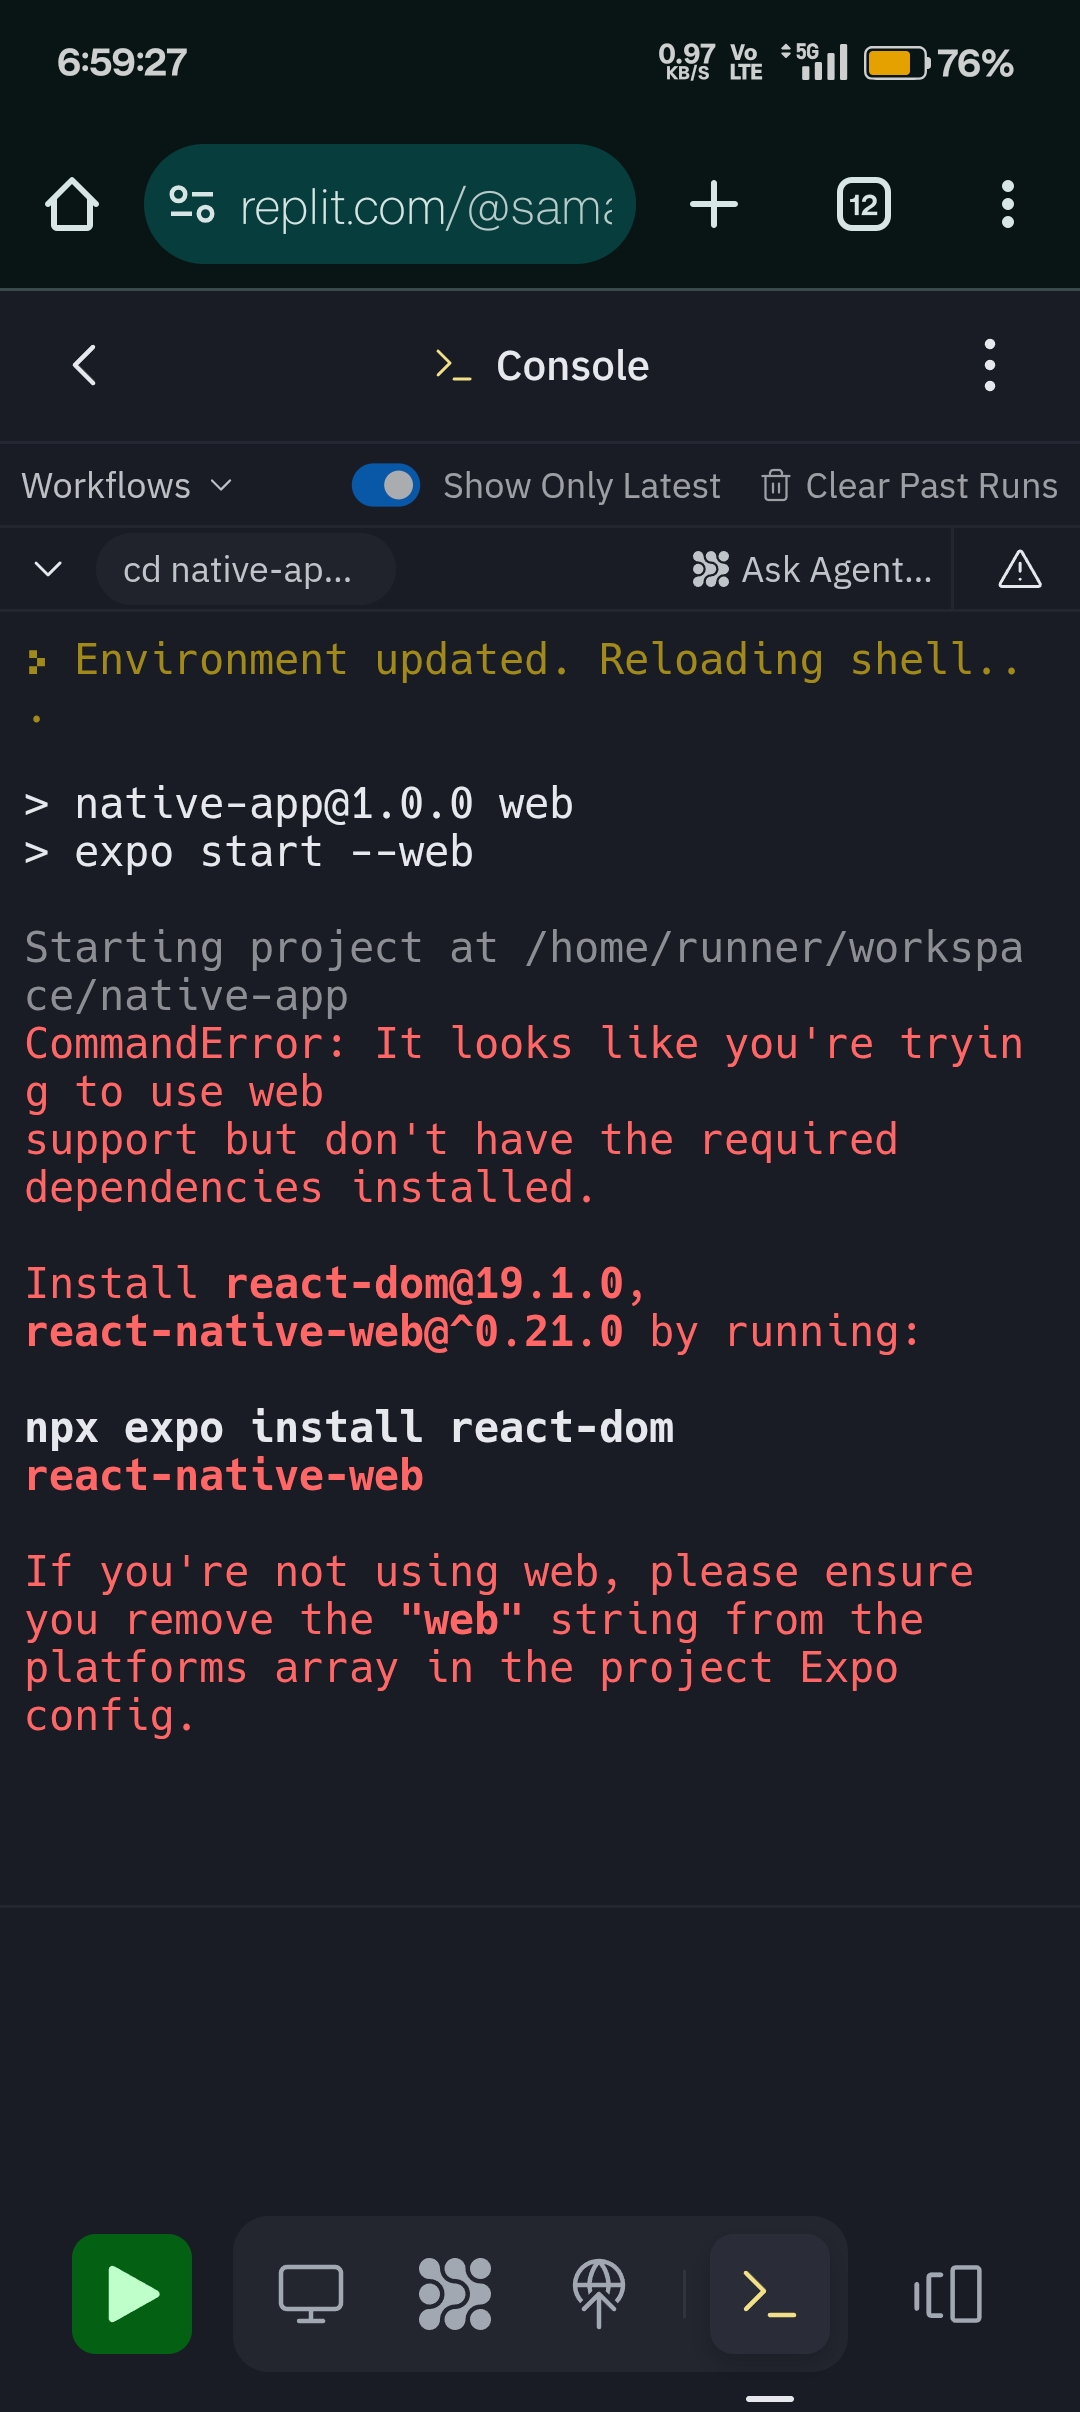 6:59:27
0.97 KB/S Vo LTE 5G 76%
replit.com/@sama
12
Console
Workflows Show Only Latest Clear Past Runs
cd native-ap... Ask Agent...
Environment updated. Reloading shell..
.
> native-app@1.0.0 web
> expo start --web
Starting project at /home/runner/workspa
ce/native-app
CommandError: It looks like you're tryin
g to use web
support but don't have the required
dependencies installed.
Install react-dom@19.1.0,
react-native-web@^0.21.0 by running:
npx expo install react-dom
react-native-web
If you're not using web, please ensure
you remove the "web" string from the
platforms array in the project Expo
config.